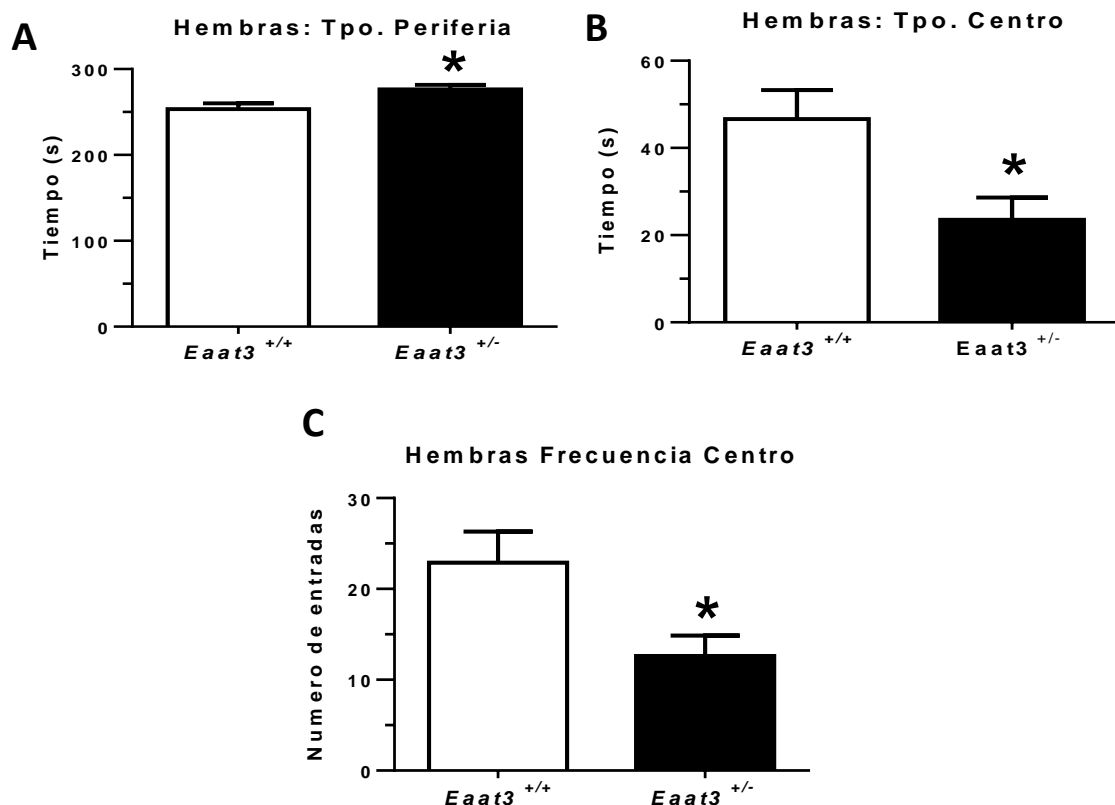 A
Hembras: Tpo. Periferia
*
300
200
100
0
Tiempo (s)
Eaat3 +/+
Eaat3 +/-
B
Hembras: Tpo. Centro
60
40
20
0
Tiempo (s)
*
Eaat3 +/+
Eaat3 +/-
C
Hembras Frecuencia Centro
30
20
10
0
Numero de entradas
*
Eaat3 +/+
Eaat3 +/-